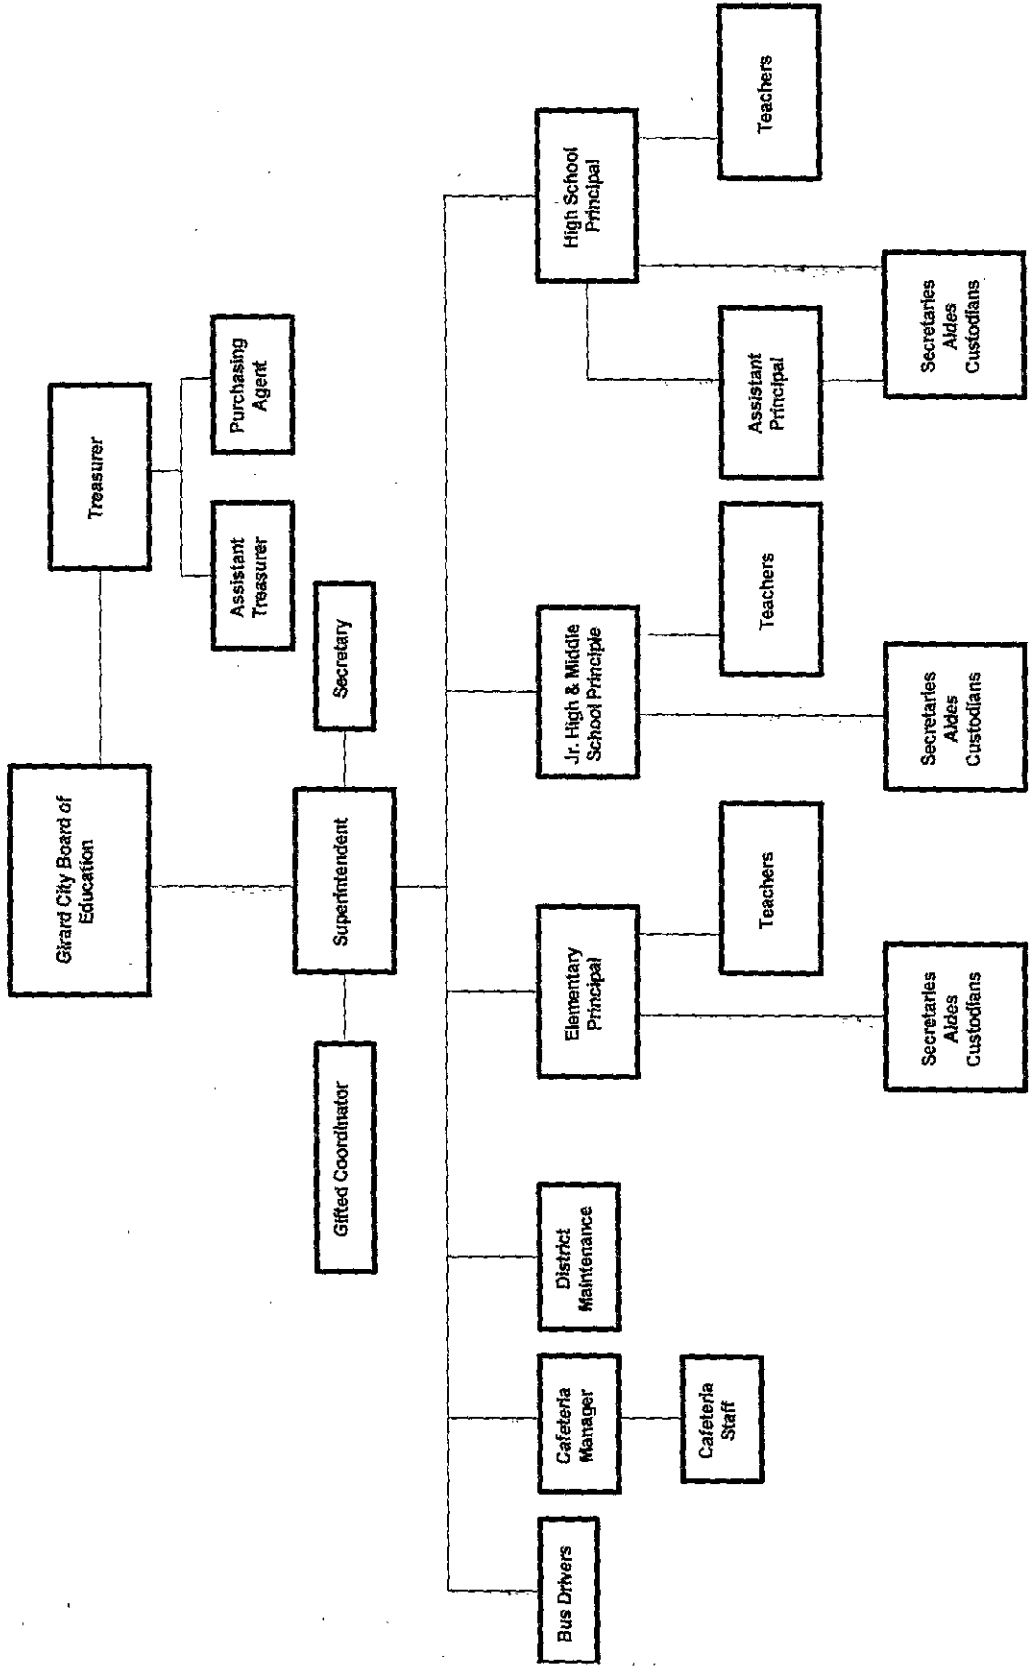 Girard City Board of
Education
Treasurer
Assistant
Treasurer
Purchasing
Agent
Gifted Coordinator
Superintendent
Secretary
Bus Drivers
Cafeteria
Manager
District
Maintenance
Elementary
Principal
Jr. High & Middle
School Principle
High School
Principal
Cafeteria
Staff
Teachers
Teachers
Assistant
Principal
Teachers
Secretaries
Aides
Custodians
Secretaries
Aides
Custodians
Secretaries
Aides
Custodians